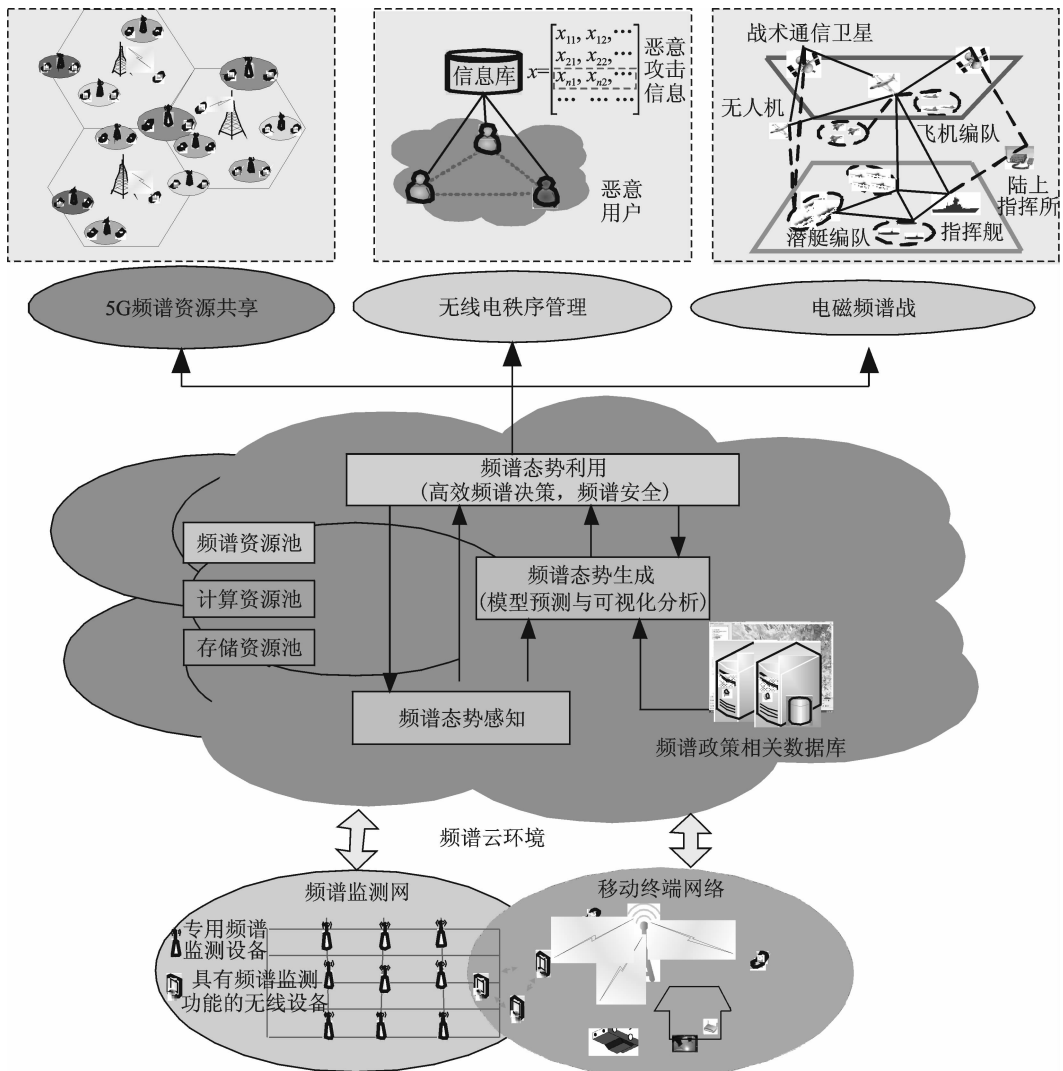 信息库
x=
x11, x12, ···
x21, x22, ···
xn1, xn2, ···
··· ··· ···
恶意
攻击
信息
恶意
用户
战术通信卫星
无人机
飞机编队
陆上
指挥所
潜艇编队
指挥舰
5G频谱资源共享
无线电秩序管理
电磁频谱战
频谱态势利用
(高效频谱决策，频谱安全)
频谱资源池
计算资源池
存储资源池
频谱态势生成
(模型预测与可视化分析)
频谱态势感知
频谱政策相关数据库
频谱云环境
频谱监测网
专用频谱
监测设备
具有频谱监测
功能的无线设备
移动终端网络